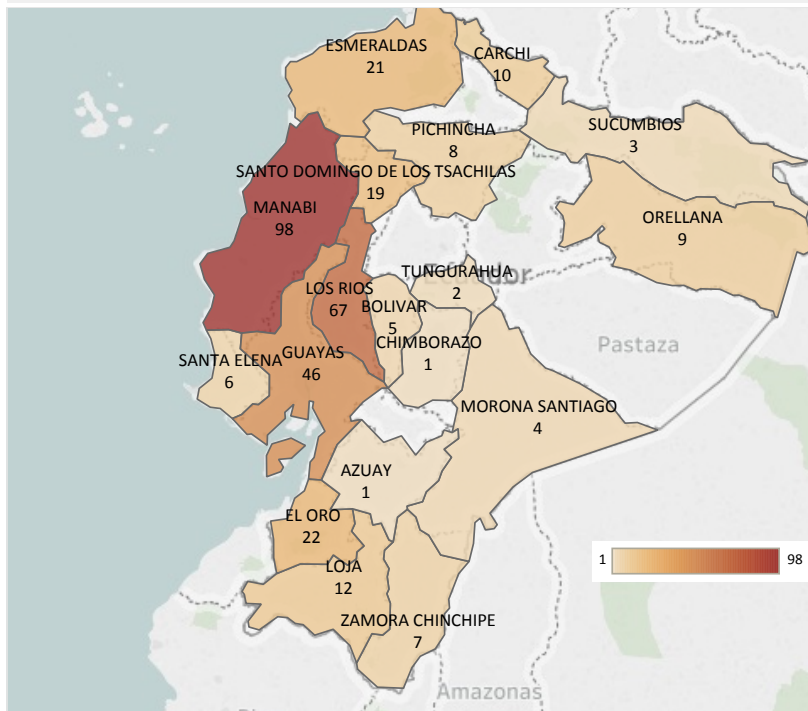 ESMERALDAS
21
CARCHI
10
PICHINCHA
8
SUCUMBIOS
3
SANTO DOMINGO DE LOS TSACHILAS
19
MANABI
98
ORELLANA
9
TUNGURAHUA
2
Ecuador
LOS RIOS
67
BOLIVAR
5
CHIMBORAZO
1
Pastaza
SANTA ELENA
6
GUAYAS
46
MORONA SANTIAGO
4
AZUAY
1
EL ORO
22
1 98
LOJA
12
ZAMORA CHINCHIPE
7
Amazonas